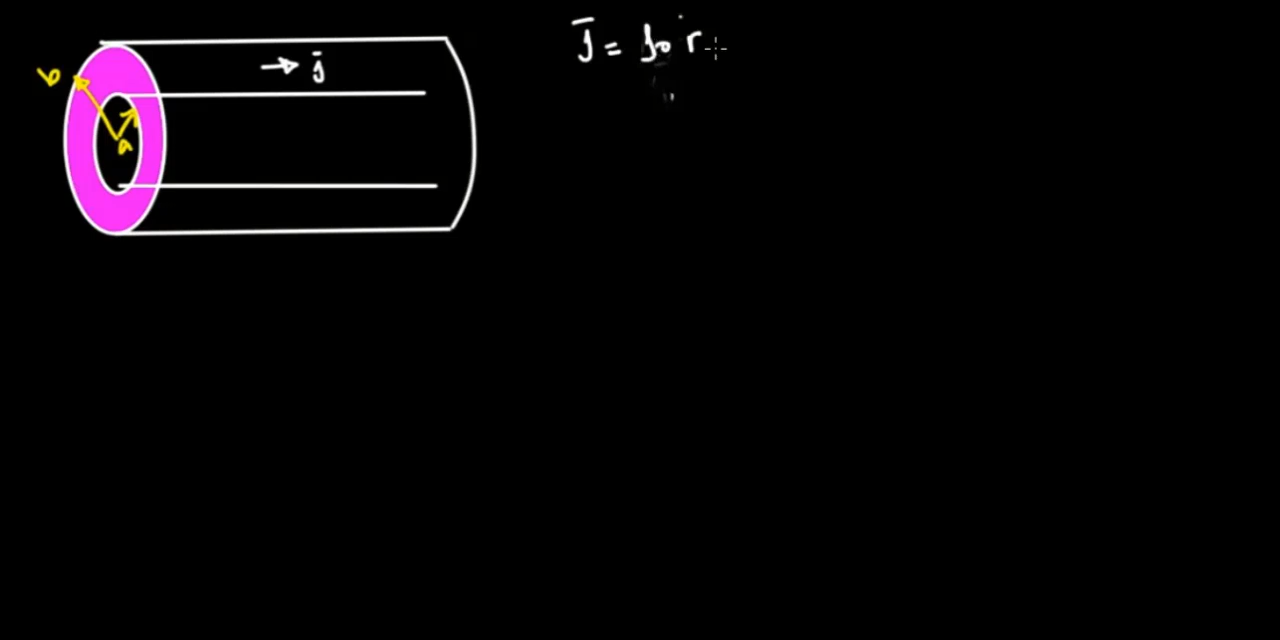 J̄ = J₀ r
b
j̄
a